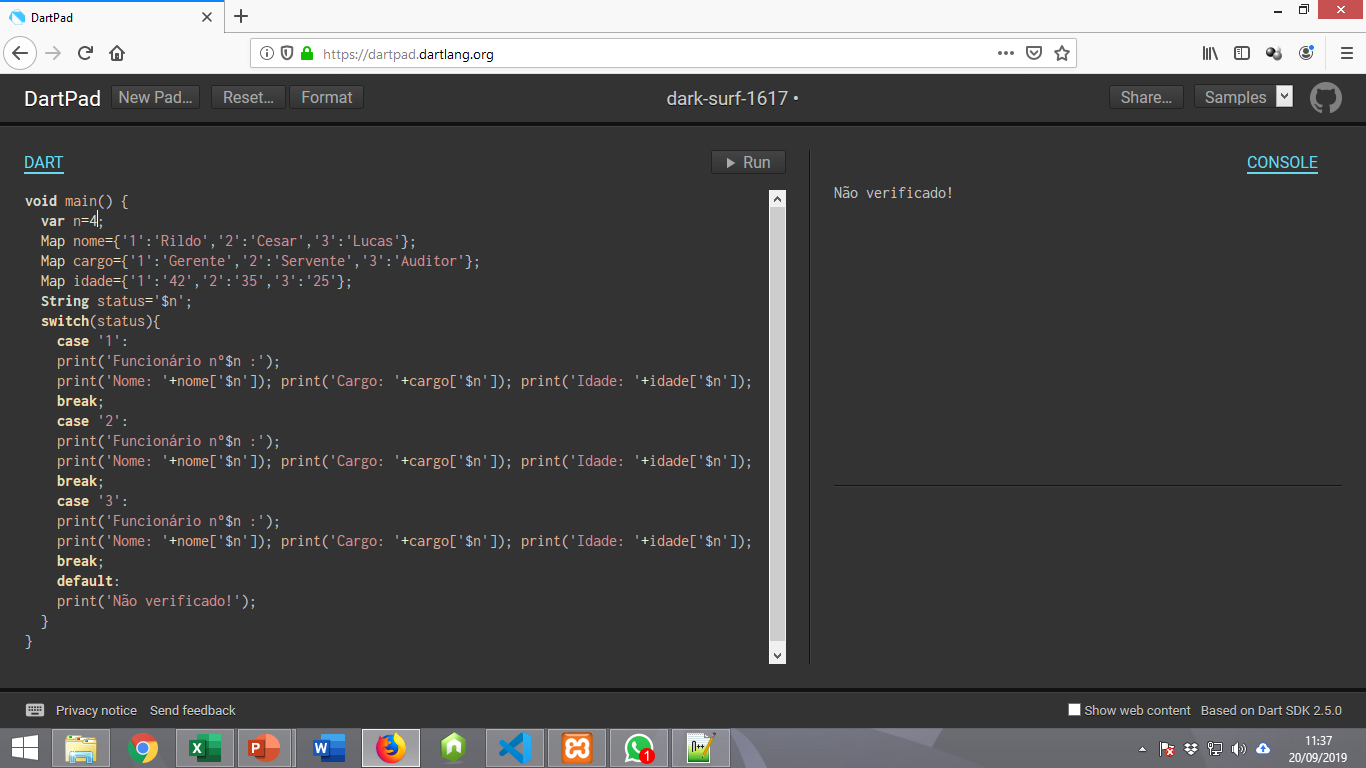 DartPad
https://dartpad.dartlang.org
DartPad New Pad... Reset... Format dark-surf-1617 • Share... Samples
DART Run CONSOLE
void main() {
var n=4;
Map nome={'1':'Rildo','2':'Cesar','3':'Lucas'};
Map cargo={'1':'Gerente','2':'Servente','3':'Auditor'};
Map idade={'1':'42','2':'35','3':'25'};
String status='$n';
switch(status){
case '1':
print('Funcionário nº$n :');
print('Nome: '+nome['$n']); print('Cargo: '+cargo['$n']); print('Idade: '+idade['$n']);
break;
case '2':
print('Funcionário nº$n :');
print('Nome: '+nome['$n']); print('Cargo: '+cargo['$n']); print('Idade: '+idade['$n']);
break;
case '3':
print('Funcionário nº$n :');
print('Nome: '+nome['$n']); print('Cargo: '+cargo['$n']); print('Idade: '+idade['$n']);
break;
default:
print('Não verificado!');
}
}
Não verificado!
Privacy notice Send feedback Show web content Based on Dart SDK 2.5.0
11:37
20/09/2019